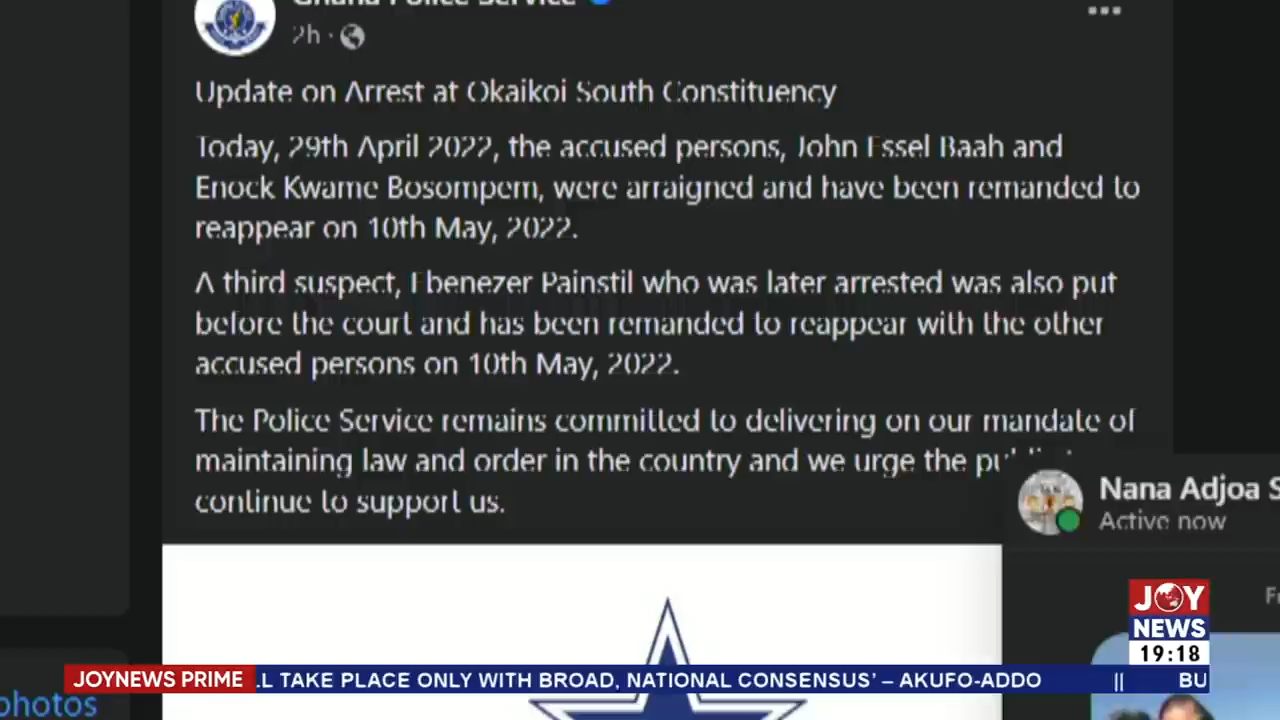 Ghana Police Service
2h
Update on Arrest at Okaikoi South Constituency
Today, 29th April 2022, the accused persons, John Essel Baah and
Enock Kwame Bosompem, were arraigned and have been remanded to
reappear on 10th May, 2022.
A third suspect, Ebenezer Painstil who was later arrested was also put
before the court and has been remanded to reappear with the other
accused persons on 10th May, 2022.
The Police Service remains committed to delivering on our mandate of
maintaining law and order in the country and we urge the
continue to support us.
Nana Adjoa S
Active now
JOY
NEWS
19:18
JOYNEWS PRIME
LL TAKE PLACE ONLY WITH BROAD, NATIONAL CONSENSUS' – AKUFO-ADDO || BU
photos